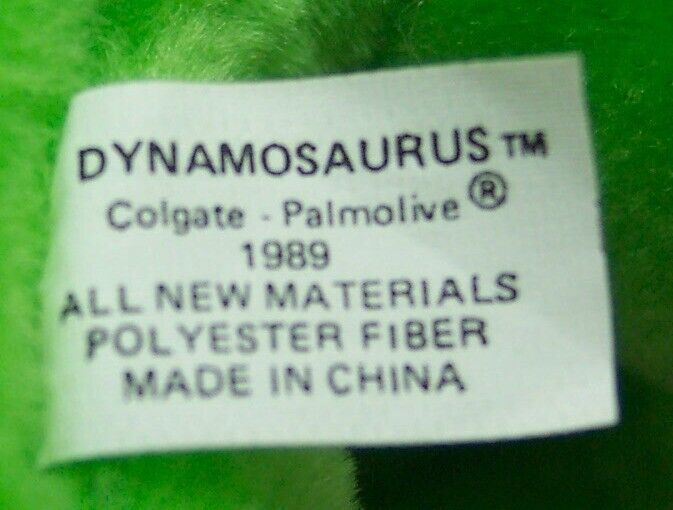 DYNAMOSAURUS™
Colgate - Palmolive®
1989
ALL NEW MATERIALS
POLYESTER FIBER
MADE IN CHINA